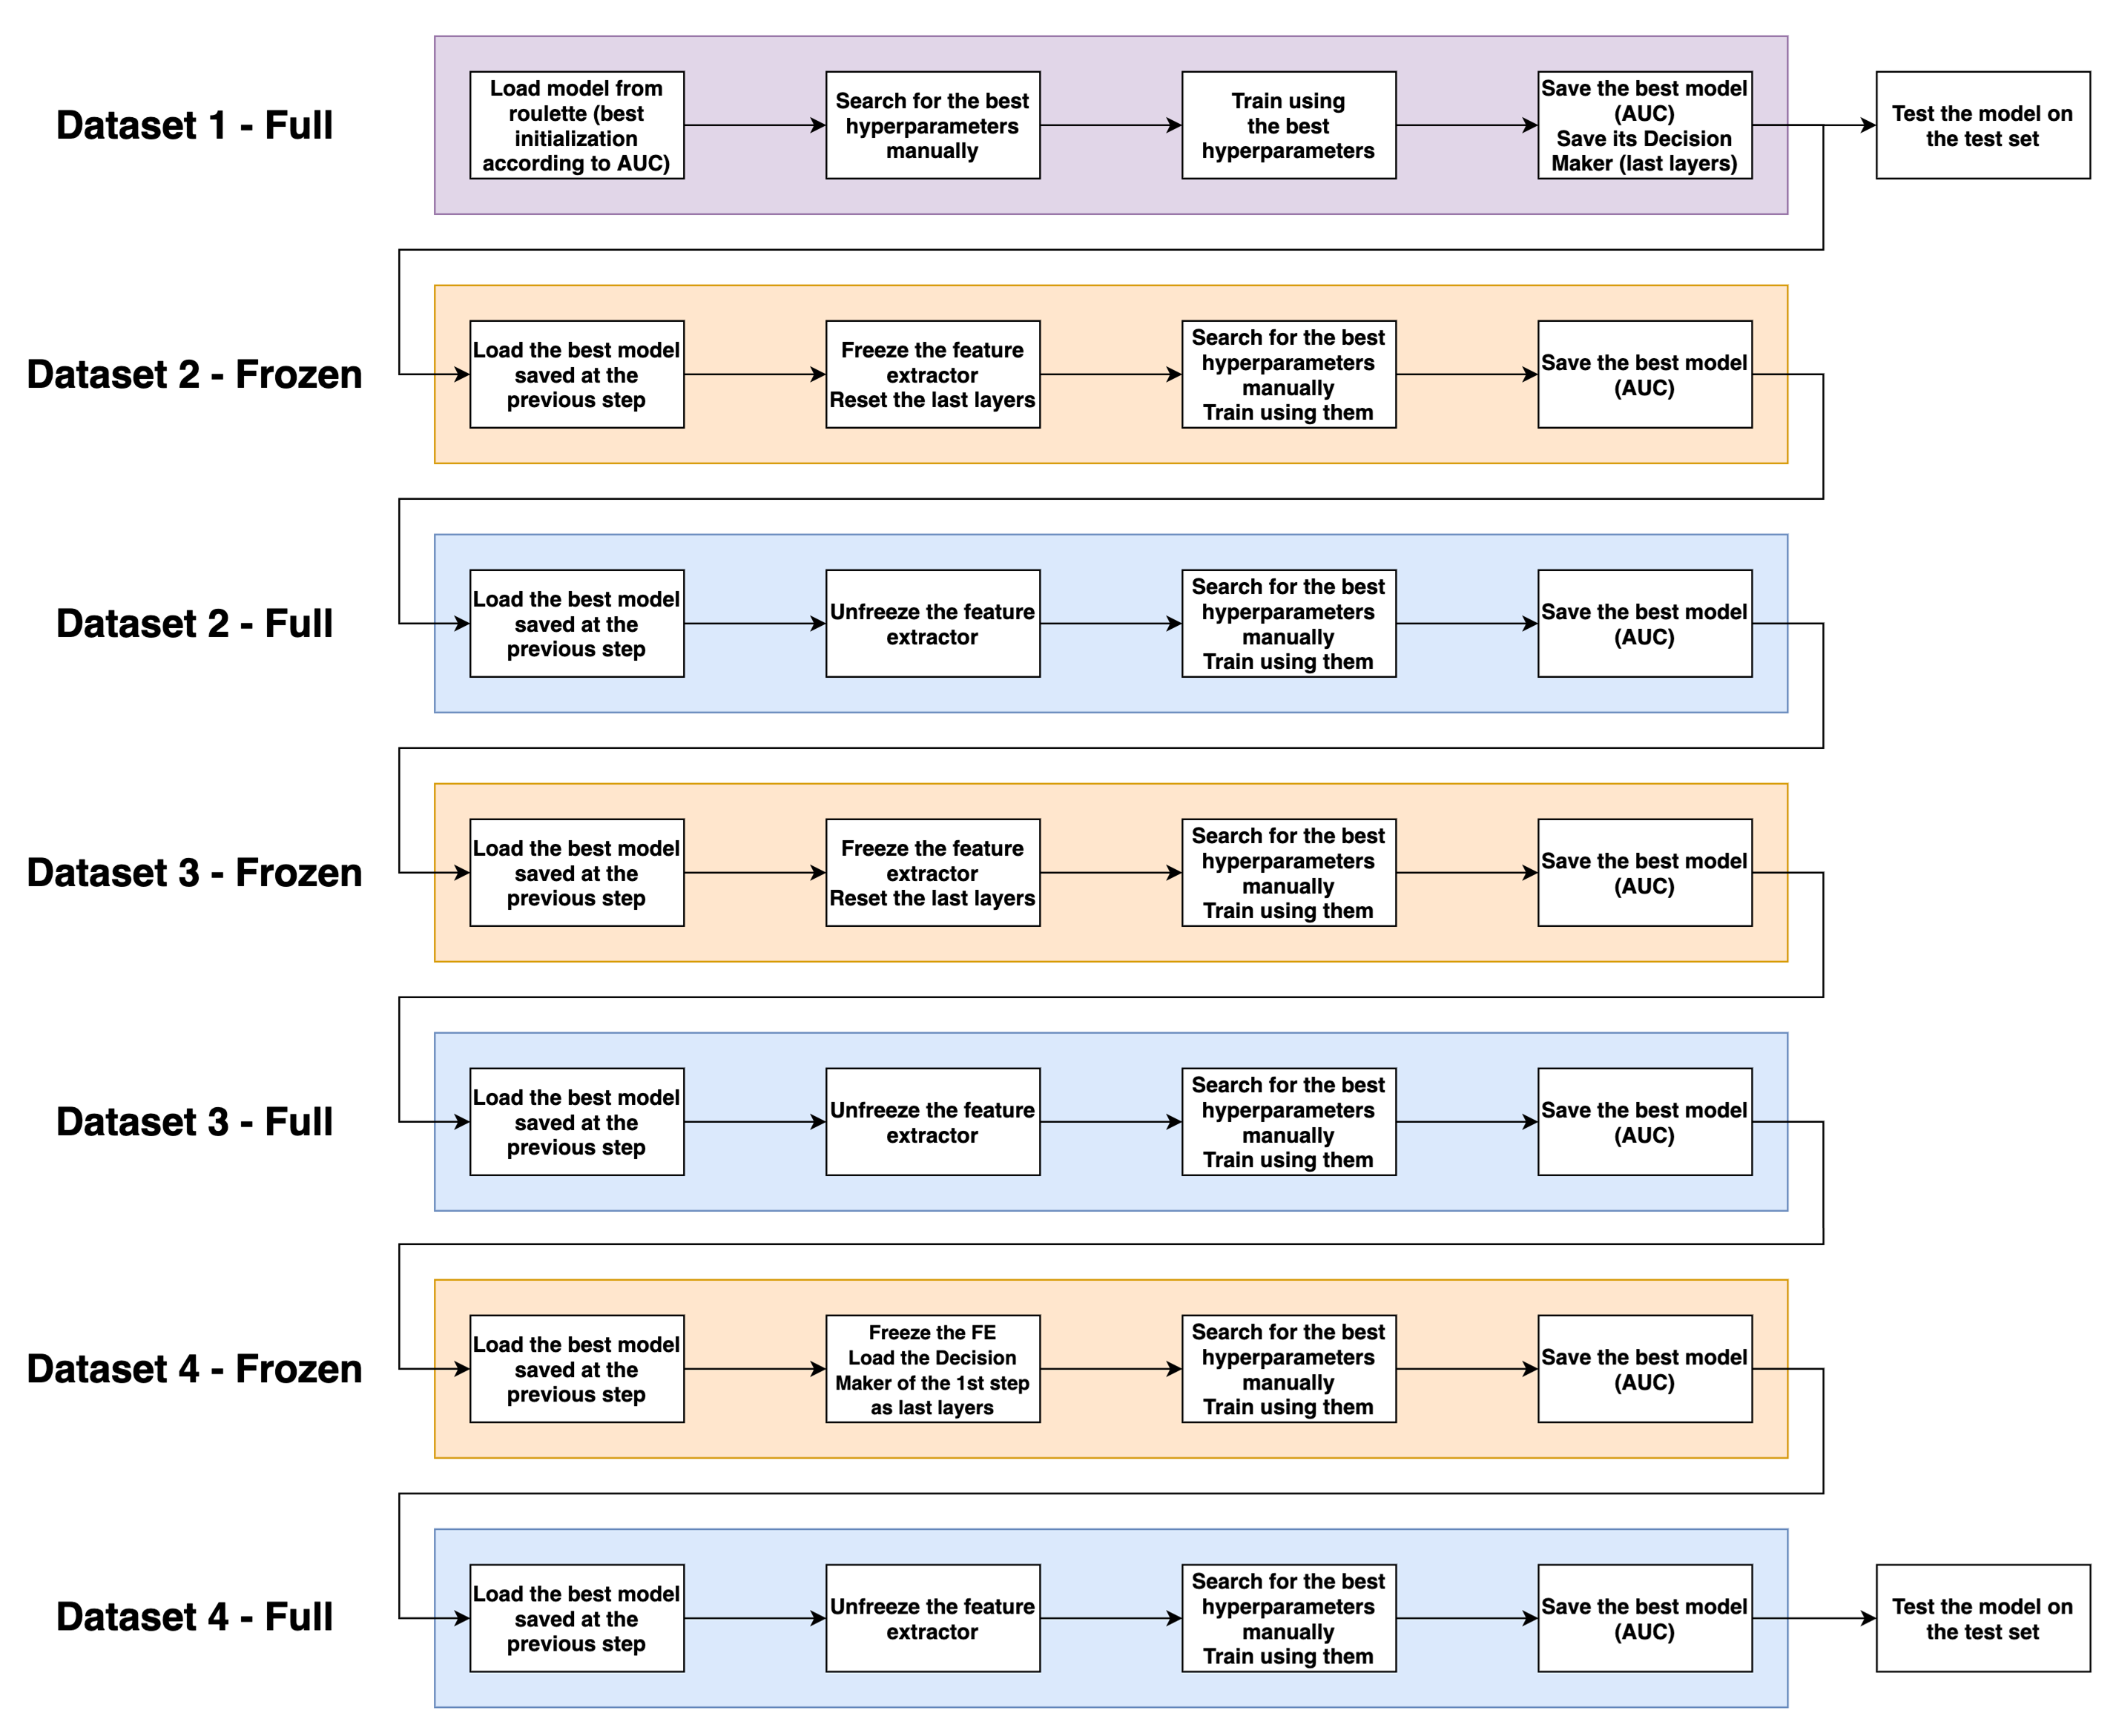 Dataset 1 - Full
Load model from
roulette (best
initialization
according to AUC)
Search for the best
hyperparameters
manually
Train using
the best
hyperparameters
Save the best model
(AUC)
Save its Decision
Maker (last layers)
Test the model on
the test set
Dataset 2 - Frozen
Load the best model
saved at the
previous step
Freeze the feature
extractor
Reset the last layers
Search for the best
hyperparameters
manually
Train using them
Save the best model
(AUC)
Dataset 2 - Full
Load the best model
saved at the
previous step
Unfreeze the feature
extractor
Search for the best
hyperparameters
manually
Train using them
Save the best model
(AUC)
Dataset 3 - Frozen
Load the best model
saved at the
previous step
Freeze the feature
extractor
Reset the last layers
Search for the best
hyperparameters
manually
Train using them
Save the best model
(AUC)
Dataset 3 - Full
Load the best model
saved at the
previous step
Unfreeze the feature
extractor
Search for the best
hyperparameters
manually
Train using them
Save the best model
(AUC)
Dataset 4 - Frozen
Load the best model
saved at the
previous step
Freeze the FE
Load the Decision
Maker of the 1st step
as last layers
Search for the best
hyperparameters
manually
Train using them
Save the best model
(AUC)
Dataset 4 - Full
Load the best model
saved at the
previous step
Unfreeze the feature
extractor
Search for the best
hyperparameters
manually
Train using them
Save the best model
(AUC)
Test the model on
the test set